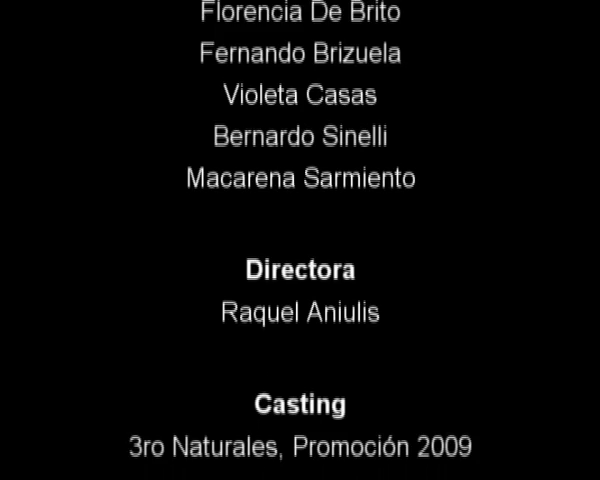 Florencia De Brito
Fernando Brizuela
Violeta Casas
Bernardo Sinelli
Macarena Sarmiento
Directora
Raquel Aniulis
Casting
3ro Naturales, Promoción 2009